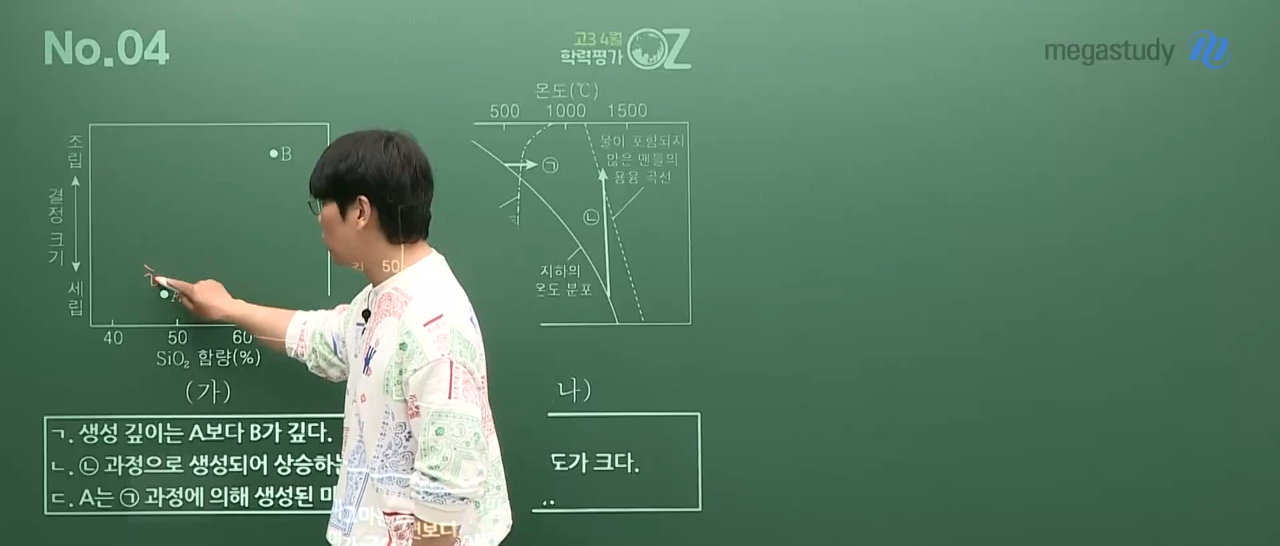 No.04
고3 4월
학력평가 OZ
megastudy
조립
결정 크기
세립
B
A
40 50 60
SiO₂ 함량(%)
(가)
온도(℃)
500 1000 1500
물이 포함되지
않은 맨틀의
용융 곡선
㉠
㉡
50
지하의
온도 분포
나)
ㄱ. 생성 깊이는 A보다 B가 깊다.
ㄴ. ㉡ 과정으로 생성되어 상승하는
도가 크다.
ㄷ. A는 ㉠ 과정에 의해 생성된